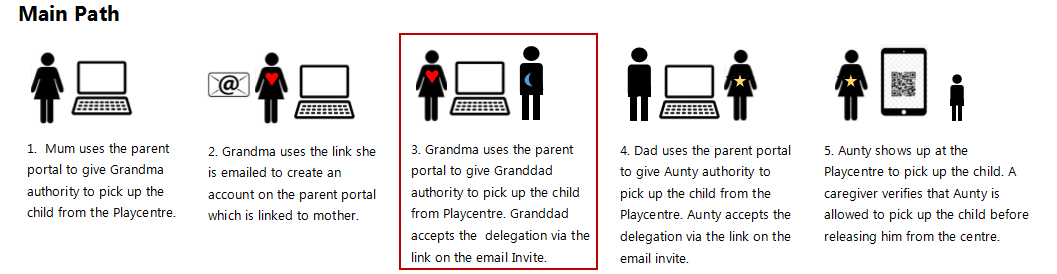 Main Path
@
1. Mum uses the parent
portal to give Grandma
authority to pick up the
child from the Playcentre.
2. Grandma uses the link she
is emailed to create an
account on the parent portal
which is linked to mother.
3. Grandma uses the parent
portal to give Granddad
authority to pick up the child
from Playcentre. Granddad
accepts the delegation via the
link on the email Invite.
4. Dad uses the parent portal
to give Aunty authority to
pick up the child from the
Playcentre. Aunty accepts the
delegation via the link on the
email invite.
5. Aunty shows up at the
Playcentre to pick up the child. A
caregiver verifies that Aunty is
allowed to pick up the child before
releasing him from the centre.